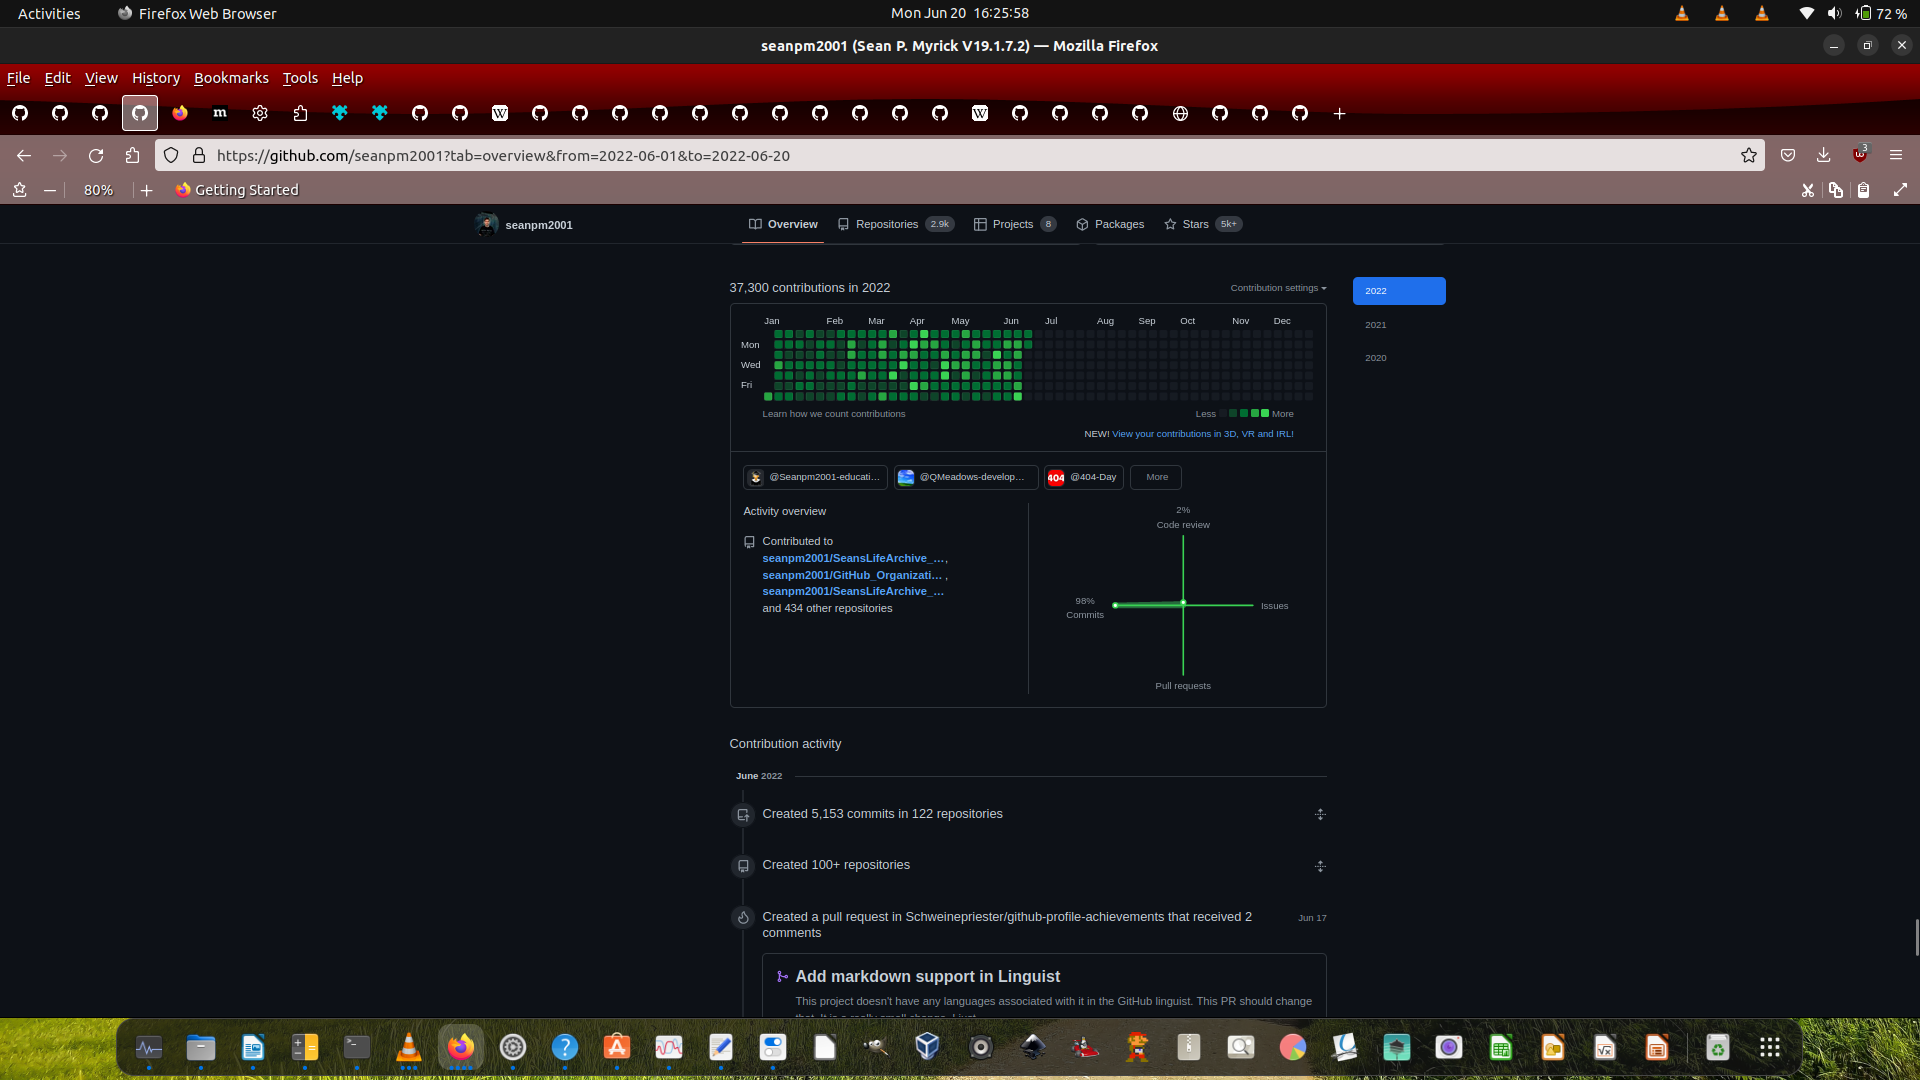 Activities
Firefox Web Browser
Mon Jun 20 16:25:58
72 %
seanpm2001 (Sean P. Myrick V19.1.7.2) — Mozilla Firefox
File Edit View History Bookmarks Tools Help
https://github.com/seanpm2001?tab=overview&from=2022-06-01&to=2022-06-20
3
80%
Getting Started
seanpm2001
Overview
Repositories 2.9k
Projects 8
Packages
Stars 5k+
37,300 contributions in 2022
Contribution settings
2022
2021
2020
Jan Feb Mar Apr May Jun Jul Aug Sep Oct Nov Dec
Mon
Wed
Fri
Learn how we count contributions
Less More
NEW! View your contributions in 3D, VR and IRL!
@Seanpm2001-educati...
@QMeadows-develop...
404 @404-Day
More
Activity overview
Contributed to
seanpm2001/SeansLifeArchive_...,
seanpm2001/GitHub_Organizati... ,
seanpm2001/SeansLifeArchive_...
and 434 other repositories
2%
Code review
98%
Commits
Issues
Pull requests
Contribution activity
June 2022
Created 5,153 commits in 122 repositories
Created 100+ repositories
Created a pull request in Schweinepriester/github-profile-achievements that received 2
comments
Jun 17
Add markdown support in Linguist
This project doesn't have any languages associated with it in the GitHub linguist. This PR should change